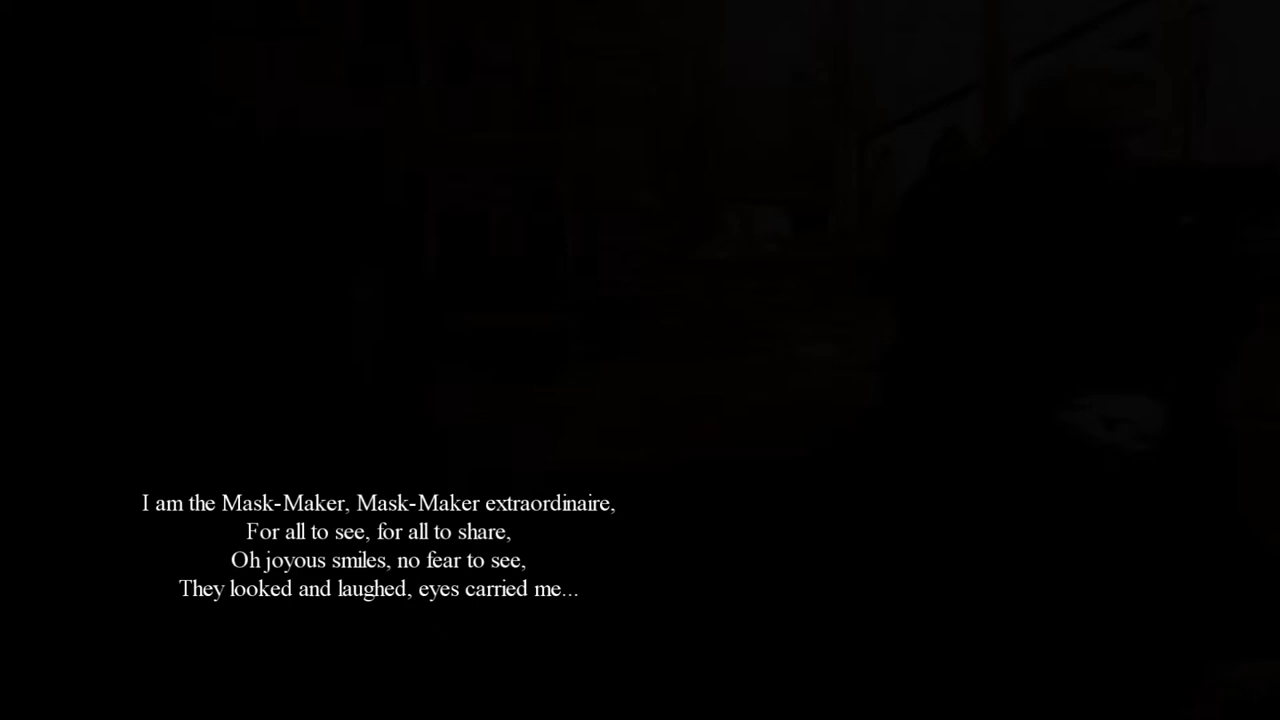 I am the Mask-Maker, Mask-Maker extraordinaire,
For all to see, for all to share,
Oh joyous smiles, no fear to see,
They looked and laughed, eyes carried me...